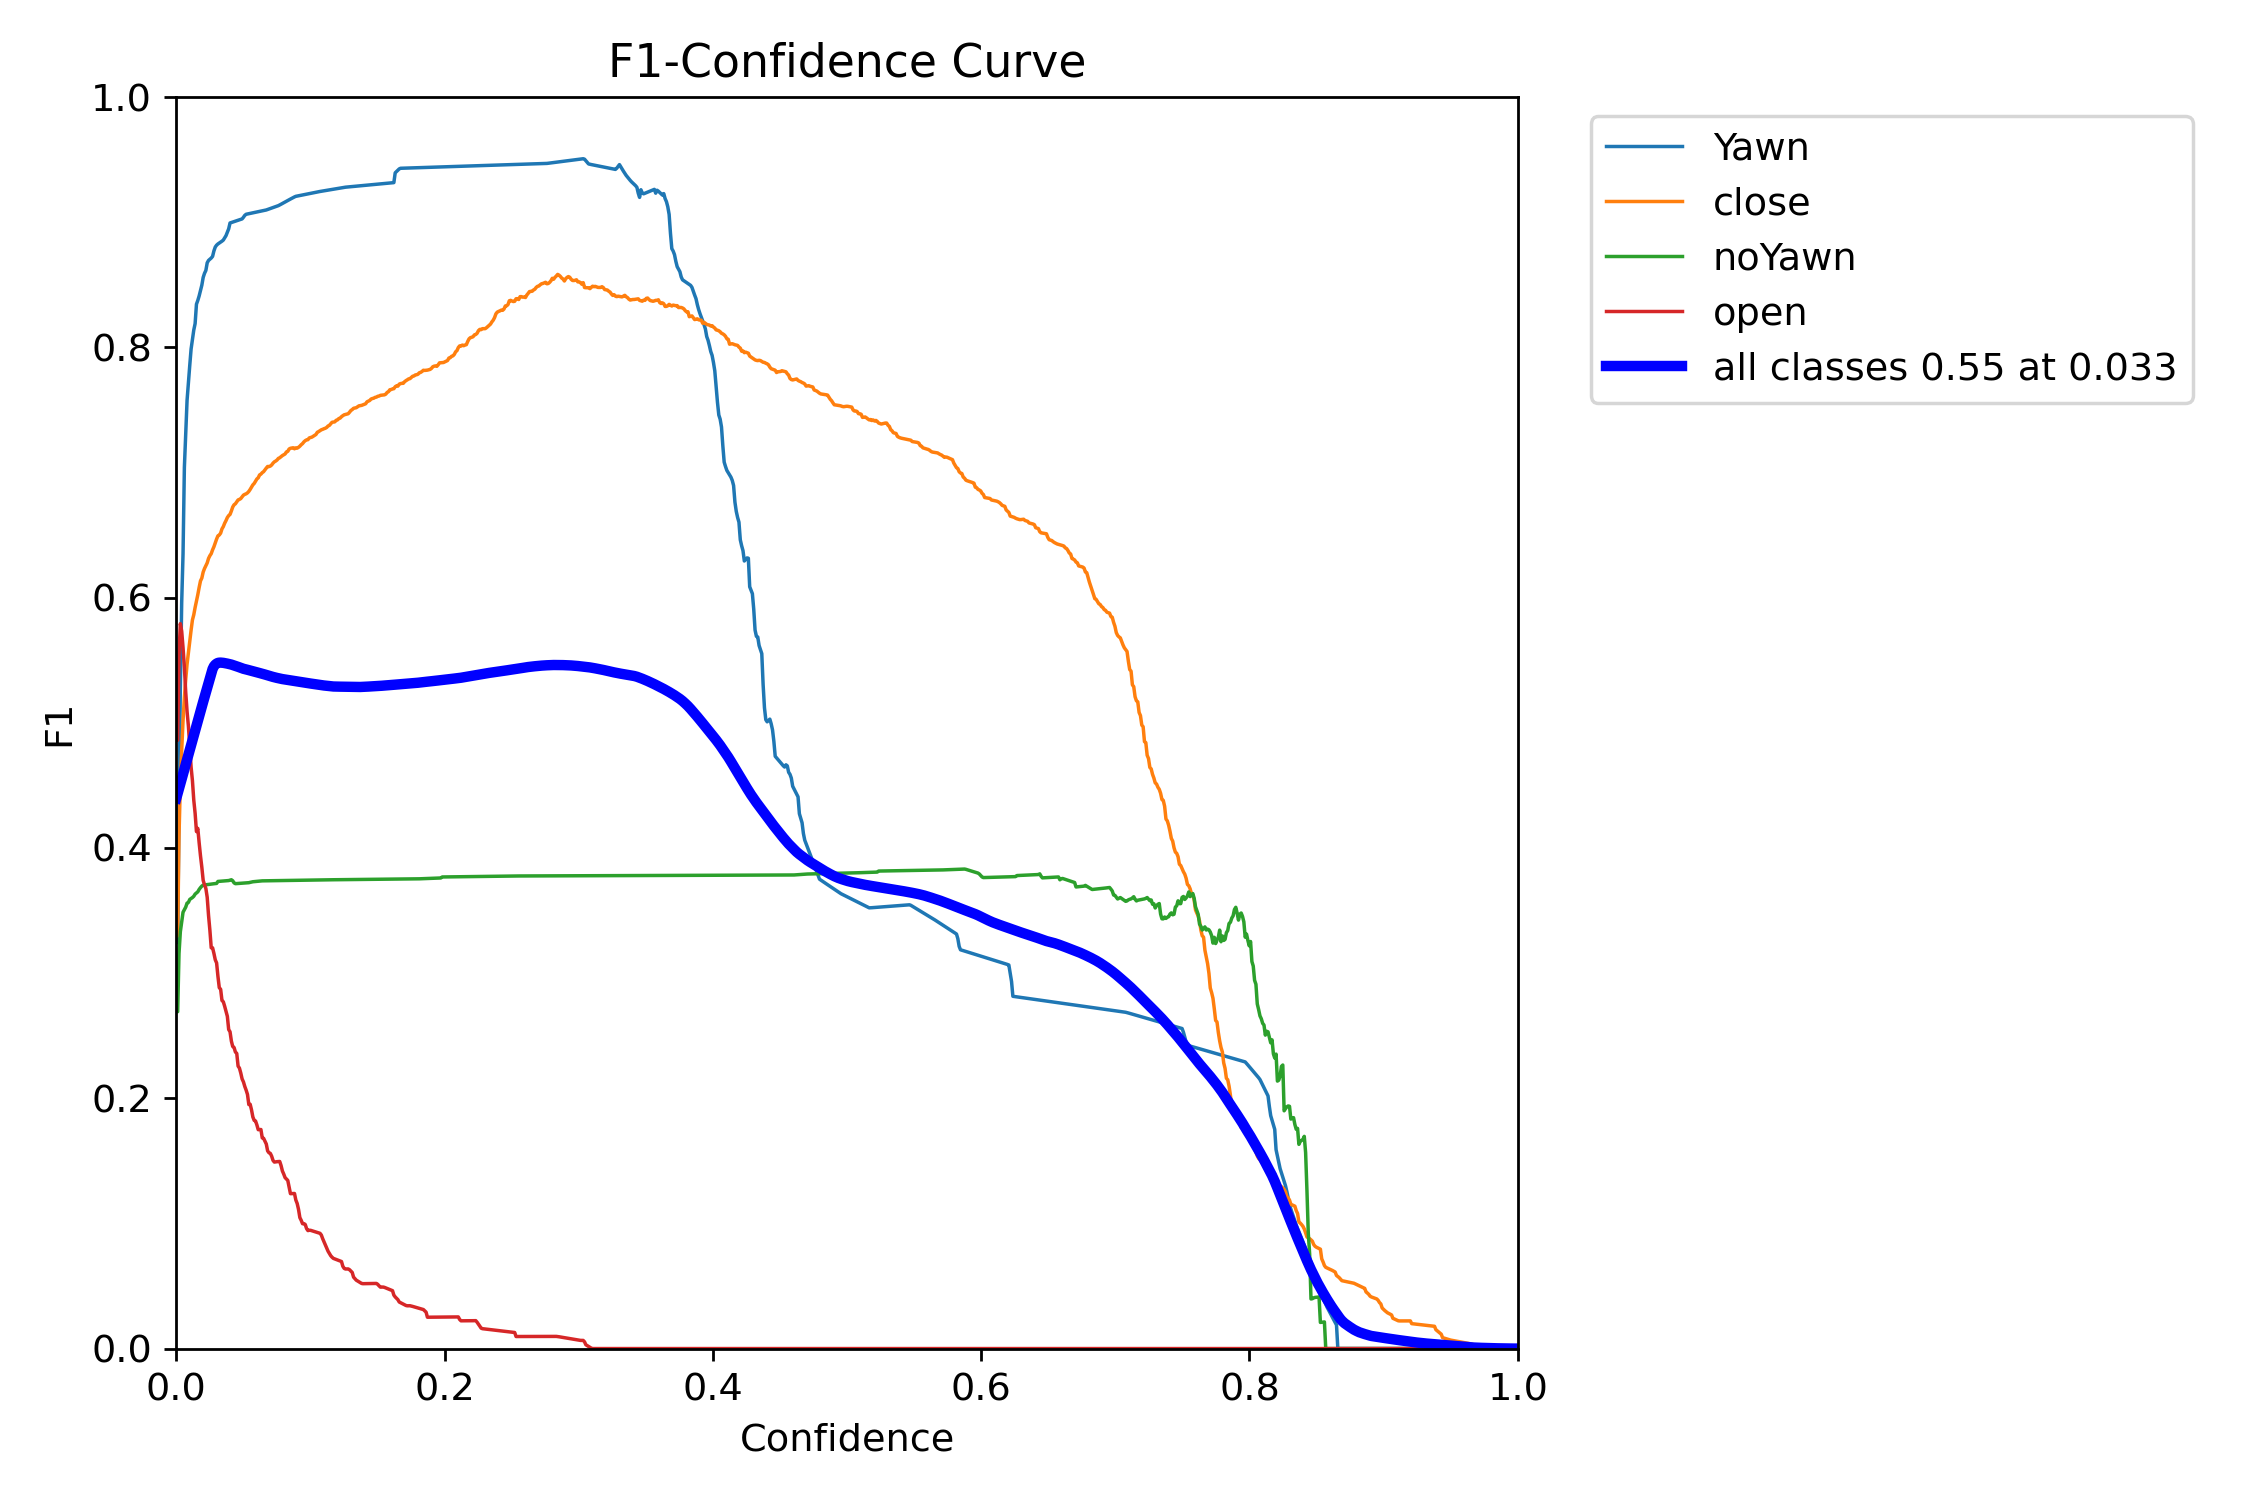 F1-Confidence Curve
1.0
0.8
0.6
0.4
0.2
0.0
F1
0.0 0.2 0.4 0.6 0.8 1.0
Confidence
Yawn
close
noYawn
open
all classes 0.55 at 0.033